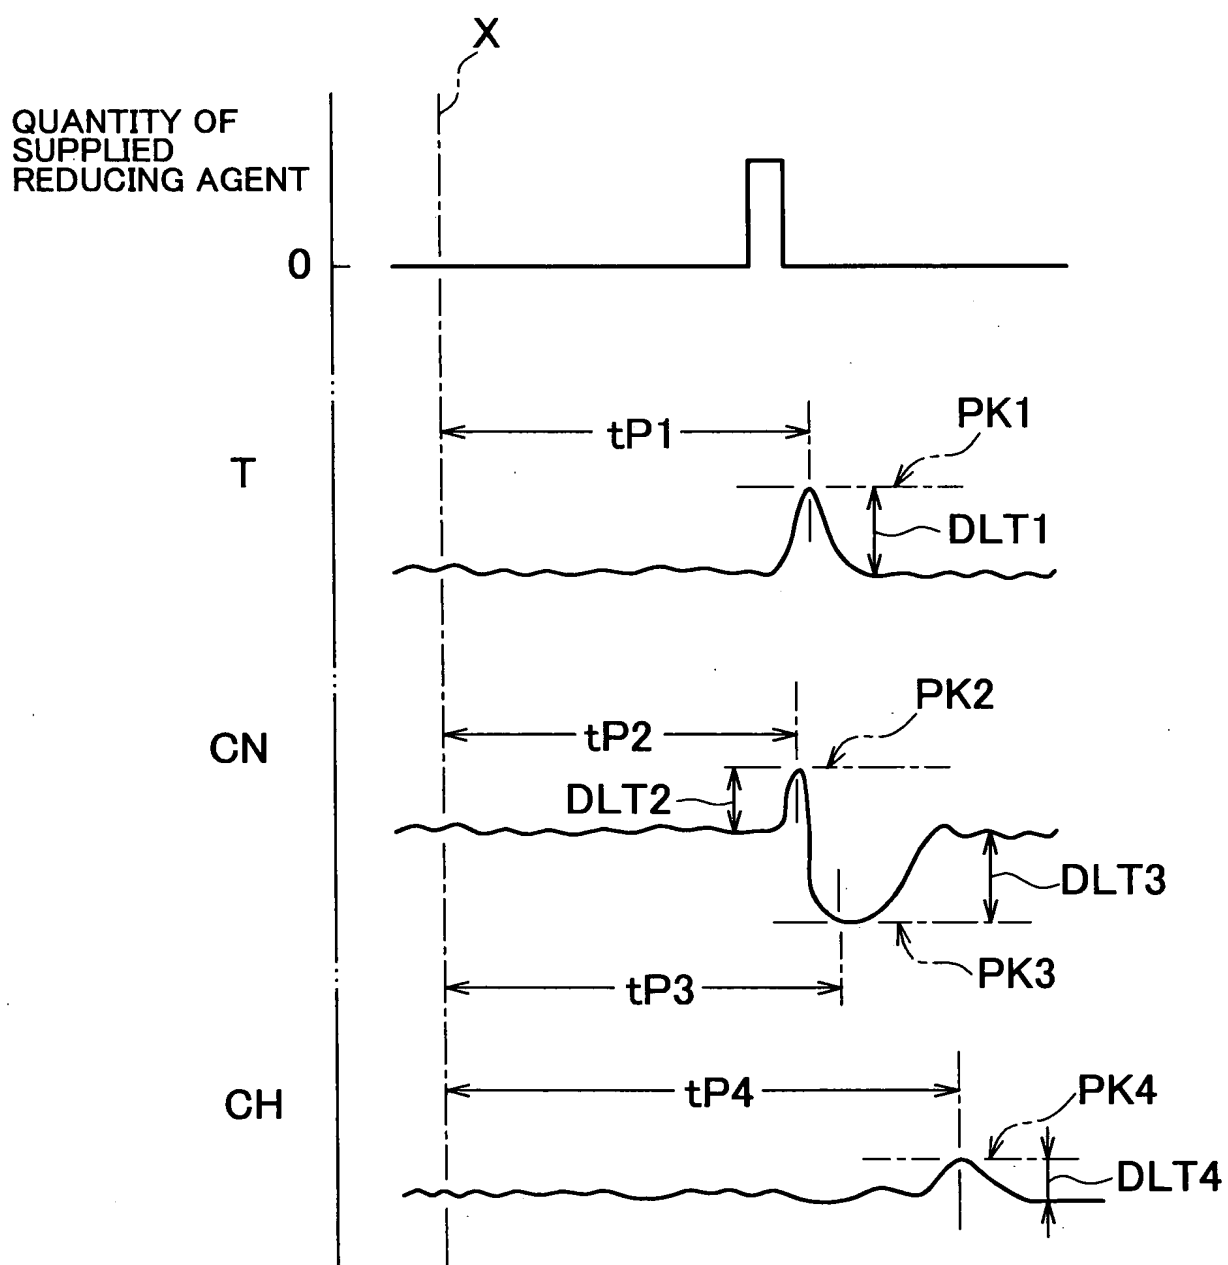 X
QUANTITY OF
SUPPLIED
REDUCING AGENT
0
PK1
tP1
T
DLT1
PK2
tP2
CN
DLT2
DLT3
PK3
tP3
tP4
PK4
CH
DLT4